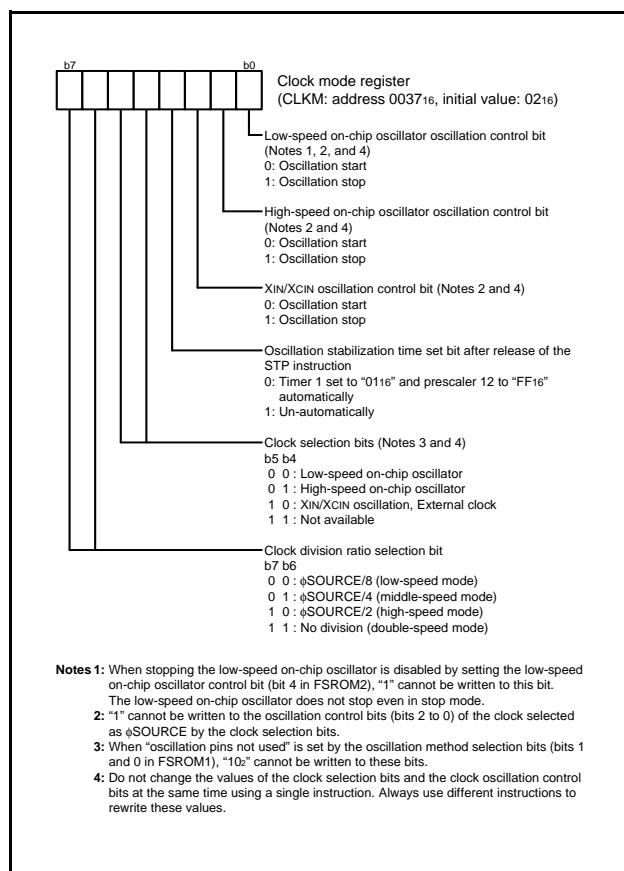 b7 b0
Clock mode register
(CLKM: address 003716, initial value: 0216)
Low-speed on-chip oscillator oscillation control bit
(Notes 1, 2, and 4)
0: Oscillation start
1: Oscillation stop
High-speed on-chip oscillator oscillation control bit
(Notes 2 and 4)
0: Oscillation start
1: Oscillation stop
XIN/XCIN oscillation control bit (Notes 2 and 4)
0: Oscillation start
1: Oscillation stop
Oscillation stabilization time set bit after release of the
STP instruction
0: Timer 1 set to “0116” and prescaler 12 to “FF16”
automatically
1: Un-automatically
Clock selection bits (Notes 3 and 4)
b5 b4
0 0 : Low-speed on-chip oscillator
0 1 : High-speed on-chip oscillator
1 0 : XIN/XCIN oscillation, External clock
1 1 : Not available
Clock division ratio selection bit
b7 b6
0 0 : ϕSOURCE/8 (low-speed mode)
0 1 : ϕSOURCE/4 (middle-speed mode)
1 0 : ϕSOURCE/2 (high-speed mode)
1 1 : No division (double-speed mode)
Notes 1: When stopping the low-speed on-chip oscillator is disabled by setting the low-speed
on-chip oscillator control bit (bit 4 in FSROM2), “1” cannot be written to this bit.
The low-speed on-chip oscillator does not stop even in stop mode.
2: “1” cannot be written to the oscillation control bits (bits 2 to 0) of the clock selected
as ϕSOURCE by the clock selection bits.
3: When “oscillation pins not used” is set by the oscillation method selection bits (bits 1
and 0 in FSROM1), “102” cannot be written to these bits.
4: Do not change the values of the clock selection bits and the clock oscillation control
bits at the same time using a single instruction. Always use different instructions to
rewrite these values.